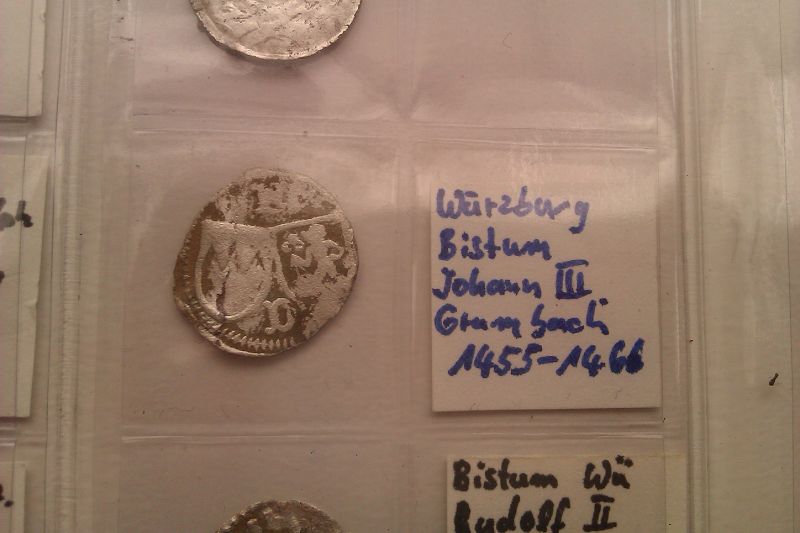 Würzburg
Bistum
Johann III
Grumbach
1455-1466
Bistum Wü
Rudolf II